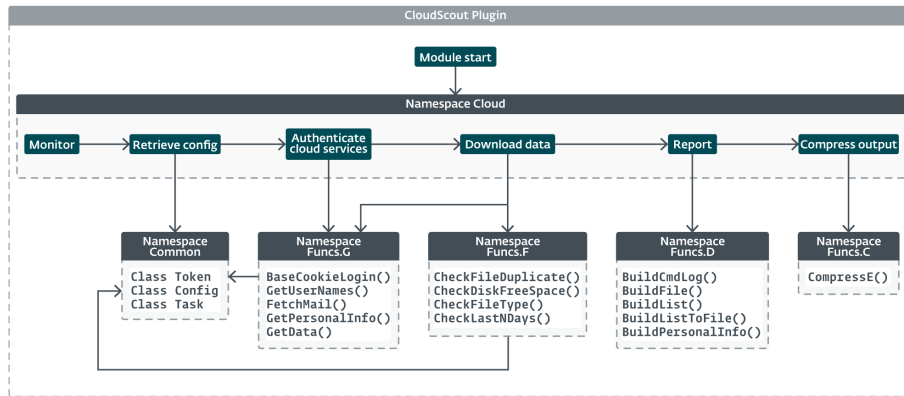 CloudScout Plugin
Module start
Namespace Cloud
Monitor
Retrieve config
Authenticate
cloud services
Download data
Report
Compress output
Namespace
Common
Class Token
Class Config
Class Task
Namespace
Funcs.G
BaseCookieLogin()
GetUserNames()
FetchMail()
GetPersonalInfo()
GetData()
Namespace
Funcs.F
CheckFileDuplicate()
CheckDiskFreeSpace()
CheckFileType()
CheckLastNDays()
Namespace
Funcs.D
BuildCmdLog()
BuildFile()
BuildList()
BuildListToFile()
BuildPersonalInfo()
Namespace
Funcs.C
CompressE()